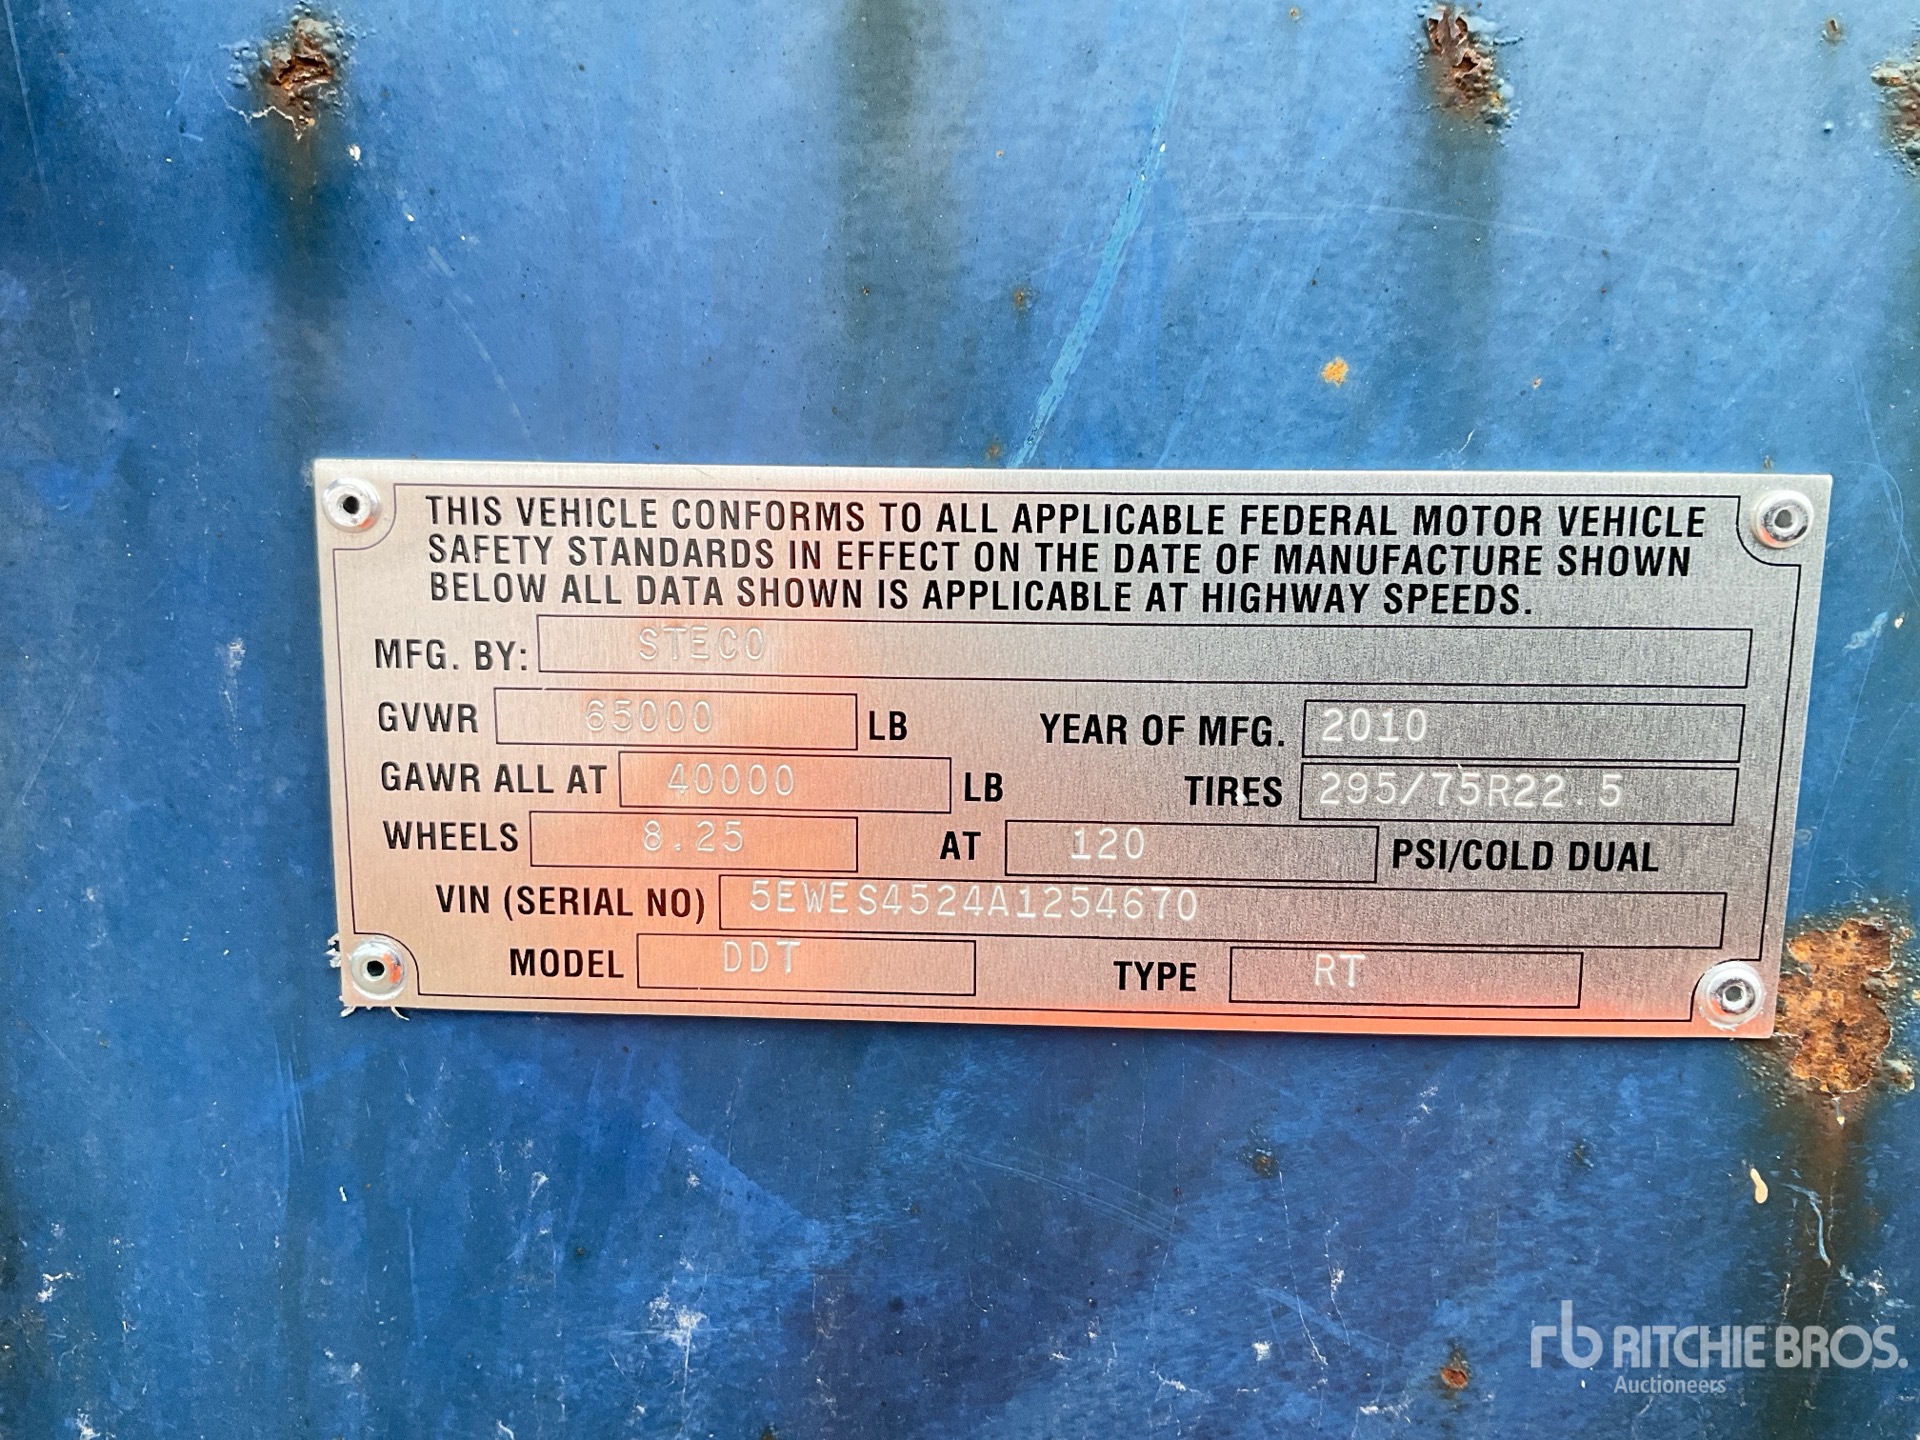 THIS VEHICLE CONFORMS TO ALL APPLICABLE FEDERAL MOTOR VEHICLE
SAFETY STANDARDS IN EFFECT ON THE DATE OF MANUFACTURE SHOWN
BELOW ALL DATA SHOWN IS APPLICABLE AT HIGHWAY SPEEDS.
MFG. BY: STECO
GVWR 65000 LB YEAR OF MFG. 2010
GAWR ALL AT 40000 LB TIRES 295/75R22.5
WHEELS 8.25 AT 120 PSI/COLD DUAL
VIN (SERIAL NO) 5EWES4524A1254670
MODEL DDT TYPE RT
rb RITCHIE BROS.
Auctioneers